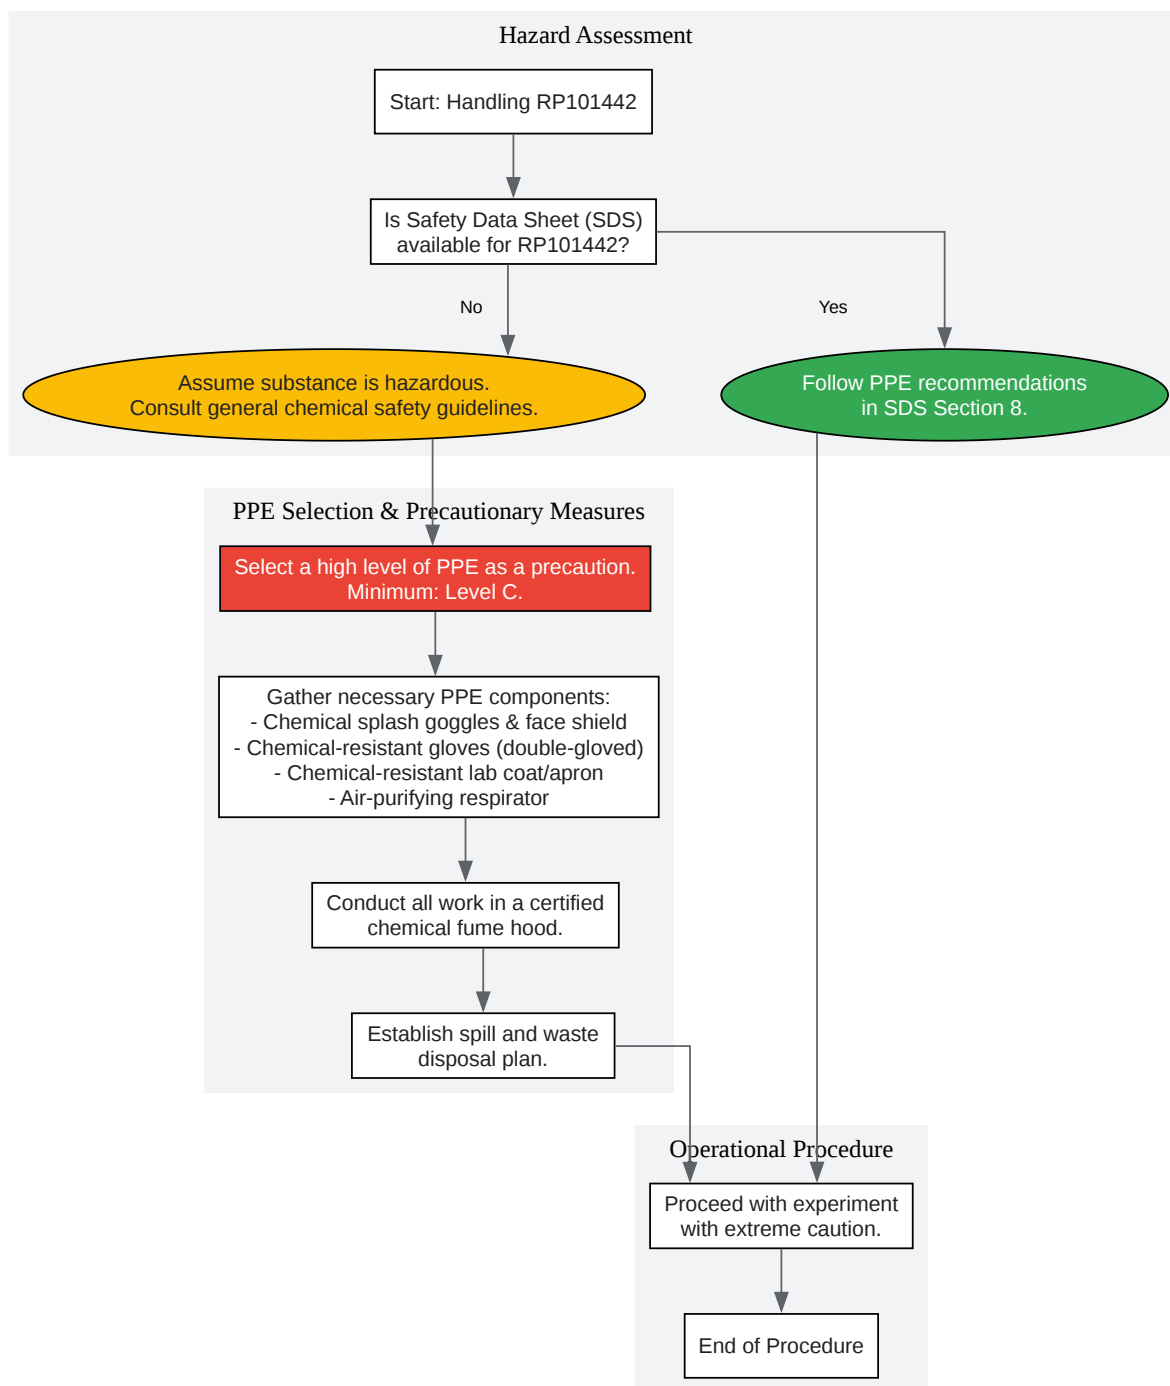 Hazard Assessment
Start: Handling RP101442
Is Safety Data Sheet (SDS)
available for RP101442?
No
Yes
Assume substance is hazardous.
Consult general chemical safety guidelines.
Follow PPE recommendations
in SDS Section 8.
PPE Selection & Precautionary Measures
Select a high level of PPE as a precaution.
Minimum: Level C.
Gather necessary PPE components:
- Chemical splash goggles & face shield
- Chemical-resistant gloves (double-gloved)
- Chemical-resistant lab coat/apron
- Air-purifying respirator
Conduct all work in a certified
chemical fume hood.
Establish spill and waste
disposal plan.
Operational Procedure
Proceed with experiment
with extreme caution.
End of Procedure